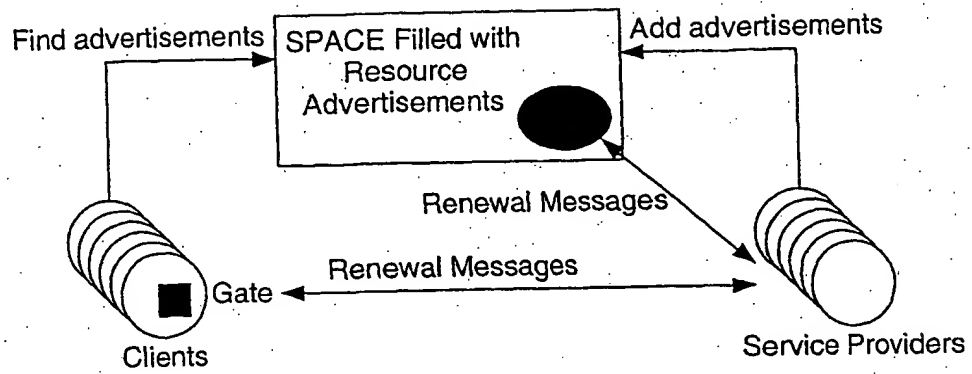 Find advertisements
SPACE Filled with
Resource
Advertisements
Add advertisements
Renewal Messages
Renewal Messages
Gate
Clients
Service Providers